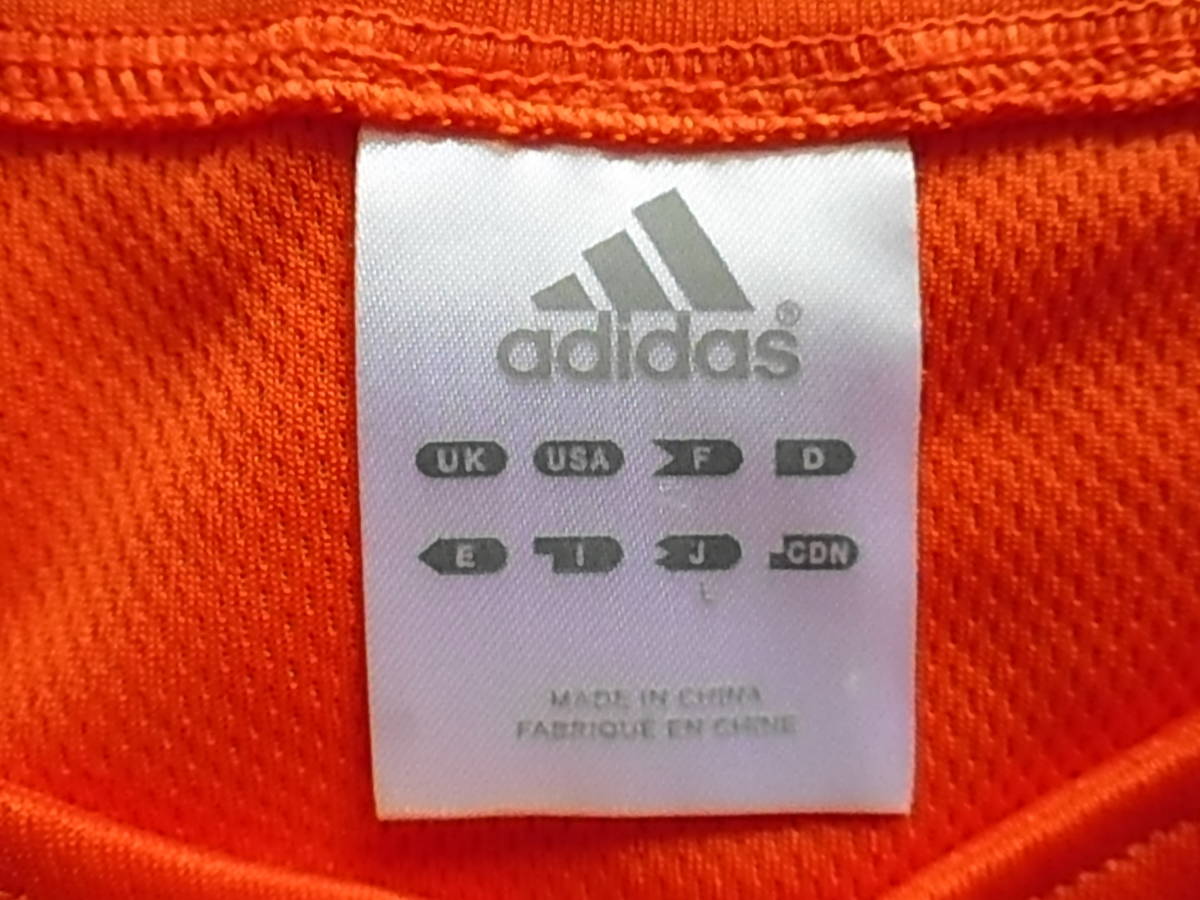 adidas®
UK USA F D
E I J CDN
L
MADE IN CHINA
FABRIQUE EN CHINE